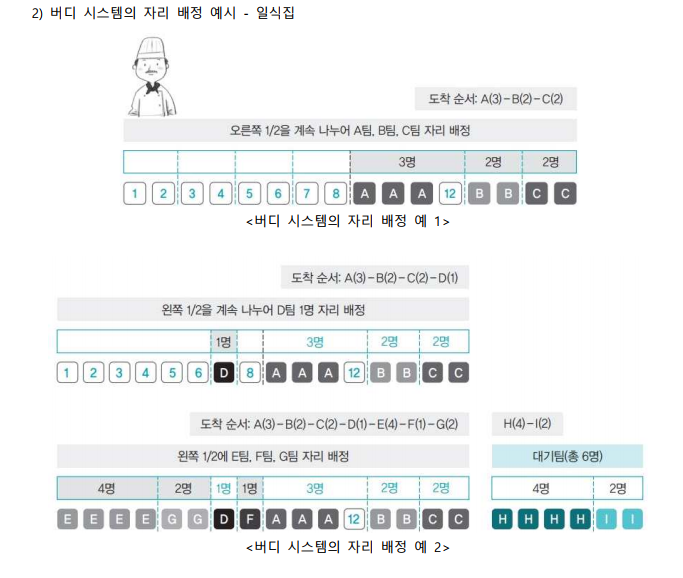 2) 버디 시스템의 자리 배정 예시 - 일식집
도착 순서: A(3)-B(2)-C(2)
오른쪽 1/2을 계속 나누어 A팀, B팀, C팀 자리 배정
3명 2명 2명
1 2 3 4 5 6 7 8 A A A 12 B B C C
<버디 시스템의 자리 배정 예 1>
도착 순서: A(3)-B(2)-C(2)-D(1)
왼쪽 1/2을 계속 나누어 D팀 1명 자리 배정
1명 3명 2명 2명
1 2 3 4 5 6 D 8 A A A 12 B B C C
도착 순서: A(3)-B(2)-C(2)-D(1)-E(4)-F(1)-G(2) H(4)-I(2)
왼쪽 1/2에 E팀, F팀, G팀 자리 배정 대기팀(총 6명)
4명 2명 1명 1명 3명 2명 2명 4명 2명
E E E E G G D F A A A 12 B B C C H H H H I I
<버디 시스템의 자리 배정 예 2>